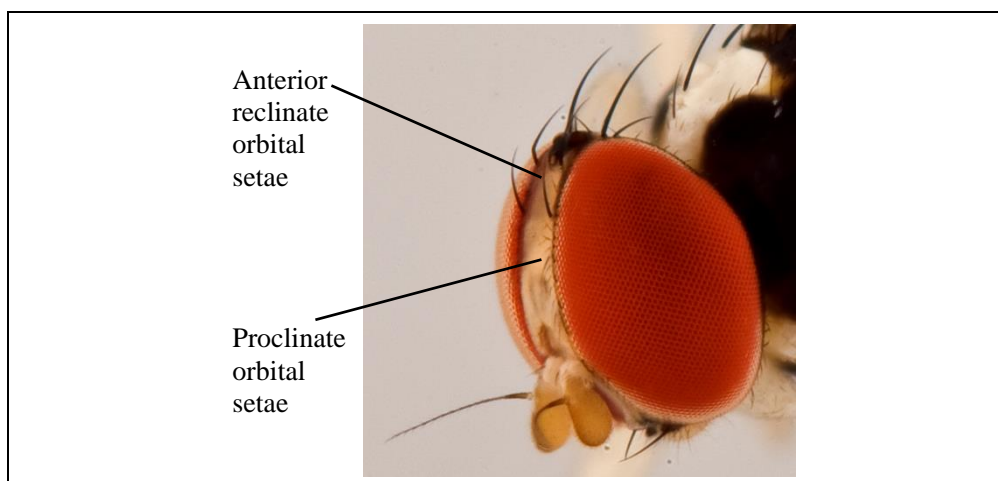 Anterior
reclinate
orbital
setae
Proclinate
orbital
setae